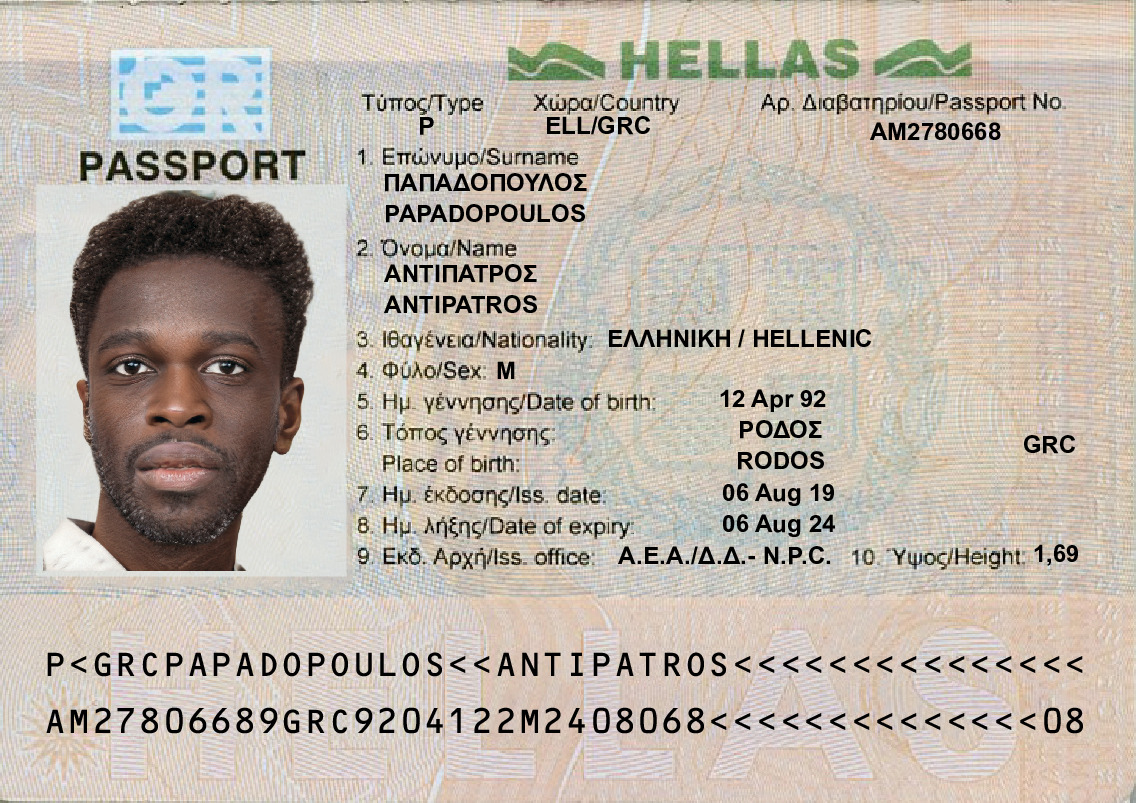 GR
HELLAS
PASSPORT
Τύπος/Type Χώρα/Country Αρ. Διαβατηρίου/Passport No.
P ELL/GRC AM2780668
1. Επώνυμο/Surname
ΠΑΠΑΔΟΠΟΥΛΟΣ
PAPADOPOULOS
2. Όνομα/Name
ΑΝΤΙΠΑΤΡΟΣ
ANTIPATROS
3. Ιθαγένεια/Nationality: ΕΛΛΗΝΙΚΗ / HELLENIC
4. Φύλο/Sex: M
5. Ημ. γέννησης/Date of birth: 12 Apr 92
6. Τόπος γέννησης: ΡΟΔΟΣ
Place of birth: RODOS GRC
7. Ημ. έκδοσης/Iss. date: 06 Aug 19
8. Ημ. λήξης/Date of expiry: 06 Aug 24
9 Εκδ. Αρχή/Iss. office: Α.Ε.Α./Δ.Δ.- N.P.C. 10. Ύψος/Height: 1,69
HELLAS
P<GRCPAPADOPOULOS<<ANTIPATROS<<<<<<<<<<<<<<<
AM27806689GRC9204122M2408068<<<<<<<<<<<<<<08